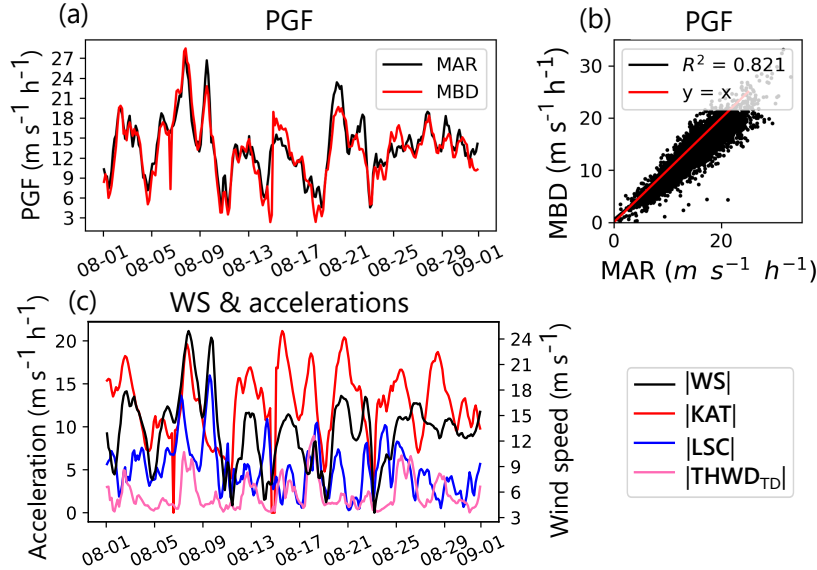 (a)
PGF
PGF (m s⁻¹ h⁻¹)
27
24
21
18
15
12
9
6
3
MAR
MBD
08-01
08-05
08-09
08-13
08-17
08-21
08-25
08-29
09-01
(b)
PGF
MBD (m s⁻¹ h⁻¹)
30
20
10
0
R² = 0.821
y = x
0
20
MAR (m s⁻¹ h⁻¹)
(c)
WS & accelerations
Acceleration (m s⁻¹ h⁻¹)
20
15
10
5
0
24
21
18
15
12
9
6
3
Wind speed (m s⁻¹)
08-01
08-05
08-09
08-13
08-17
08-21
08-25
08-29
09-01
|WS|
|KAT|
|LSC|
|THWD_TD|